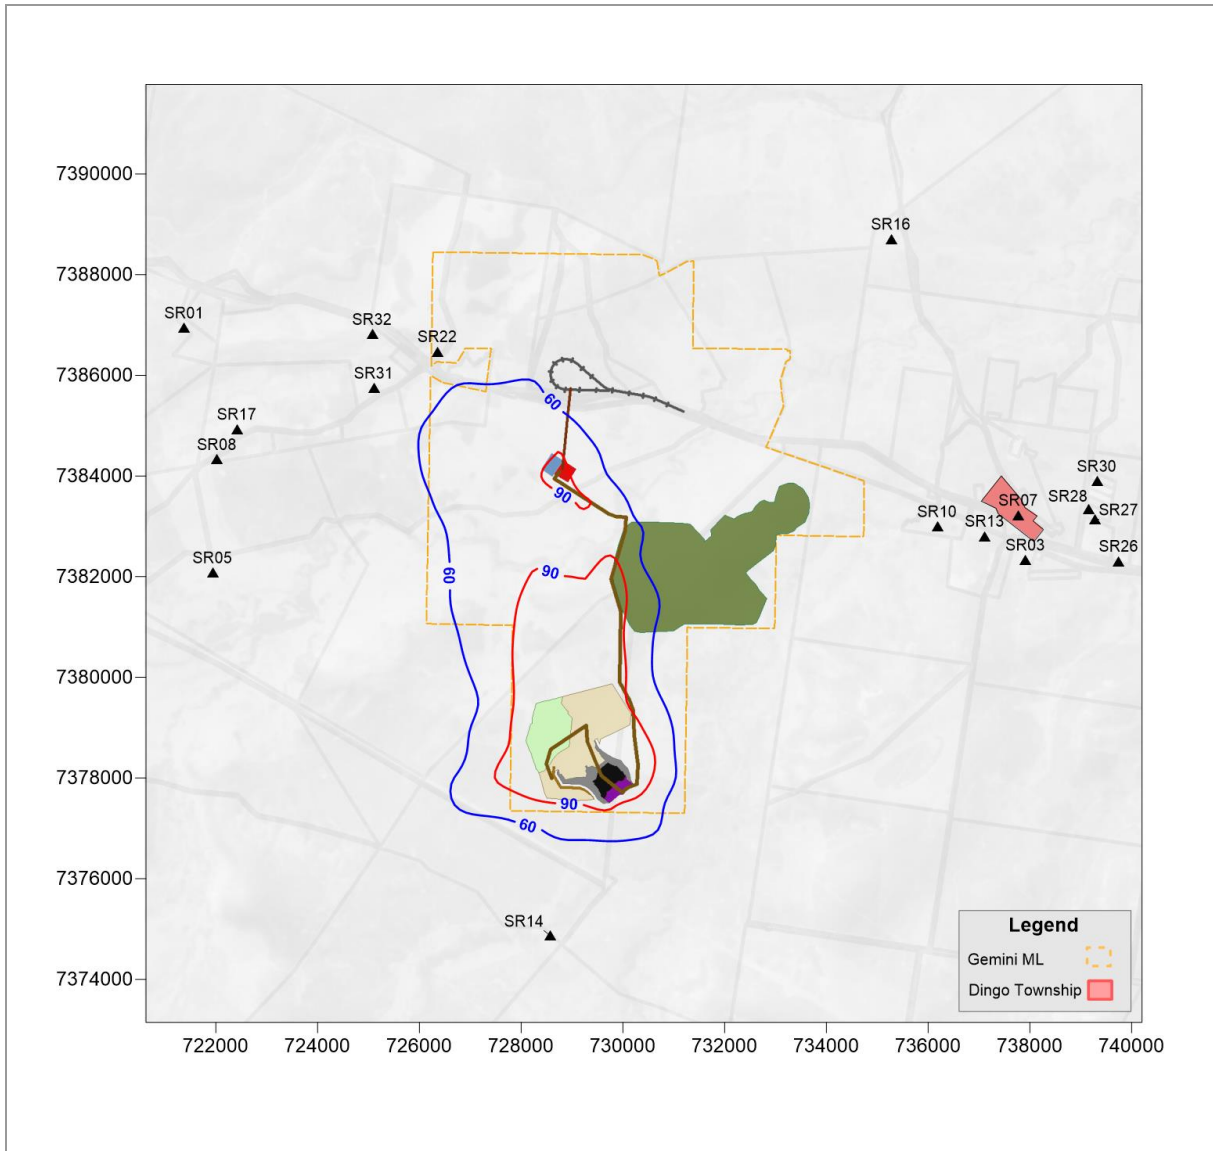 7390000
SR16
7388000
SR01
SR32
SR22
7386000
SR31
60
SR17
SR08
7384000
SR30
90
SR28
SR07
SR27
SR10
SR13
SR03
SR26
SR05
7382000
90
60
7380000
7378000
90
60
7376000
SR14
Legend
Gemini ML
Dingo Township
7374000
722000 724000 726000 728000 730000 732000 734000 736000 738000 740000